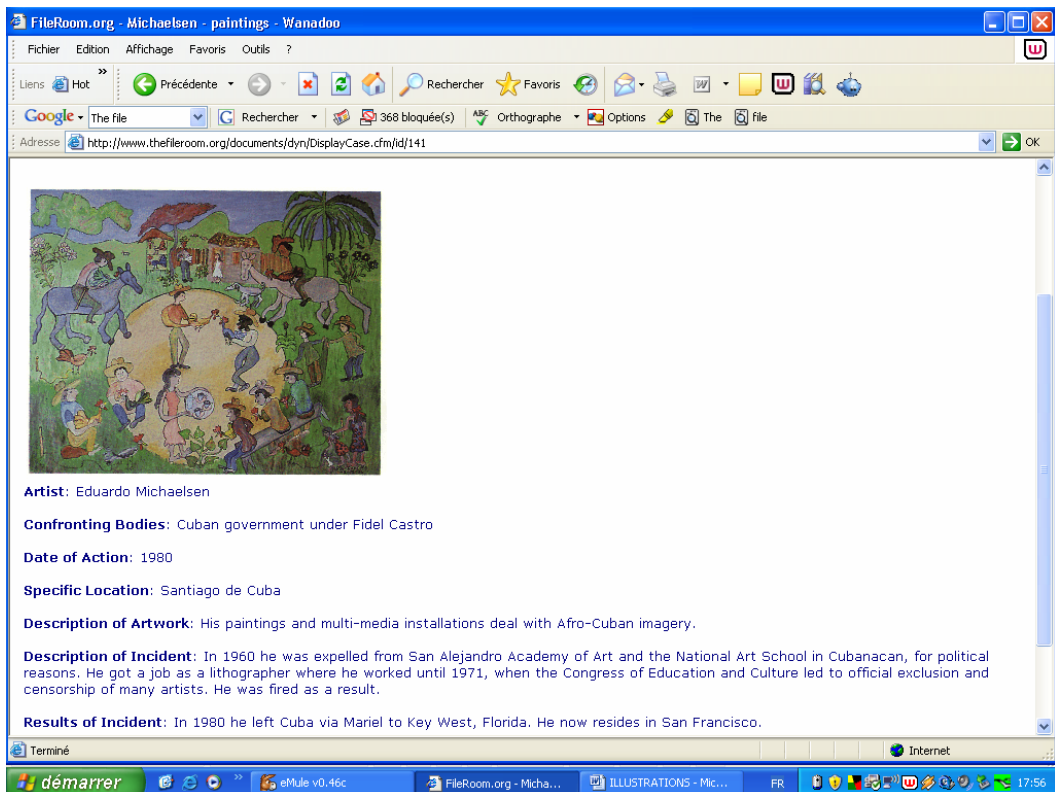 FileRoom.org - Michaelsen - paintings - Wanadoo
Fichier Edition Affichage Favoris Outils ?
Liens Hot » Précédente Rechercher Favoris
Google The file Rechercher 368 bloquée(s) ABC Orthographe Options The file
Adresse http://www.thefileroom.org/documents/dyn/DisplayCase.cfm/id/141 OK
Artist: Eduardo Michaelsen
Confronting Bodies: Cuban government under Fidel Castro
Date of Action: 1980
Specific Location: Santiago de Cuba
Description of Artwork: His paintings and multi-media installations deal with Afro-Cuban imagery.
Description of Incident: In 1960 he was expelled from San Alejandro Academy of Art and the National Art School in Cubanacan, for political
reasons. He got a job as a lithographer where he worked until 1971, when the Congress of Education and Culture led to official exclusion and
censorship of many artists. He was fired as a result.
Results of Incident: In 1980 he left Cuba via Mariel to Key West, Florida. He now resides in San Francisco.
Terminé Internet
démarrer » eMule v0.46c FileRoom.org - Micha... ILLUSTRATIONS - Mic... FR 17:56